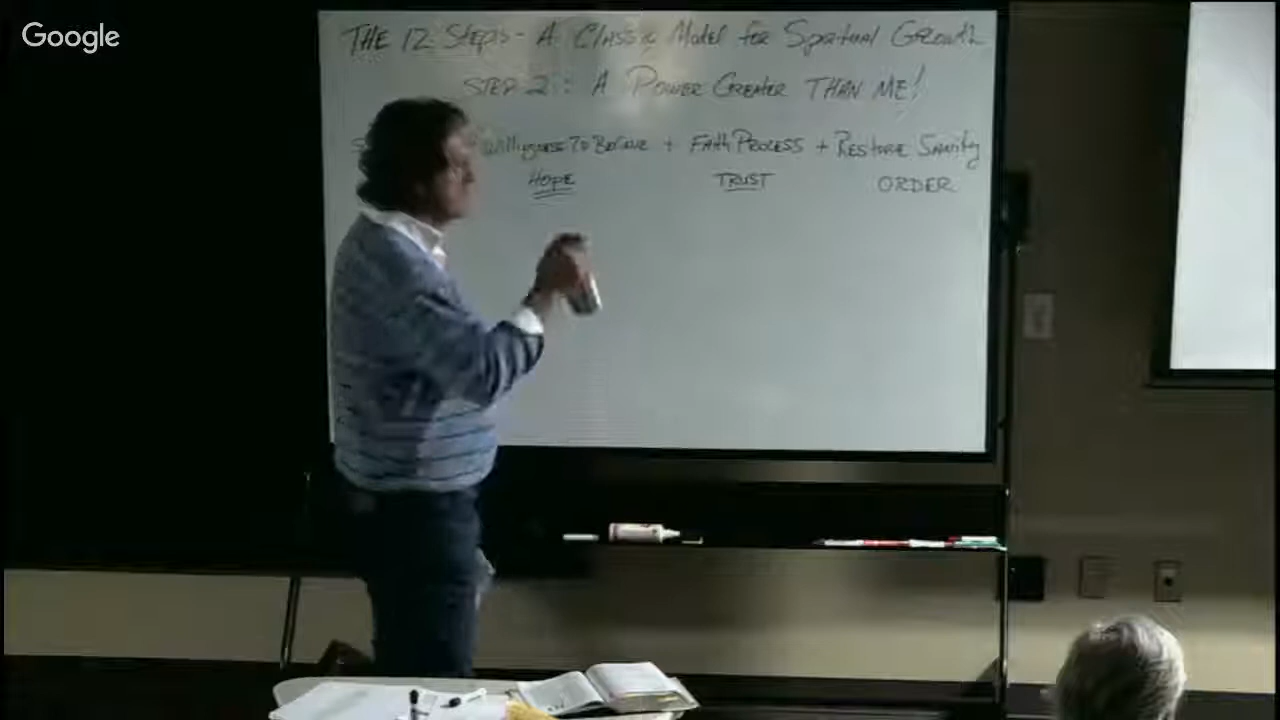 Google
THE 12 Steps - A Classic Model for Spiritual Growth
STEP 2: A POWER GREATER THAN ME!
Willingness To Believe + Faith Process + Restore Sanity
HOPE TRUST ORDER